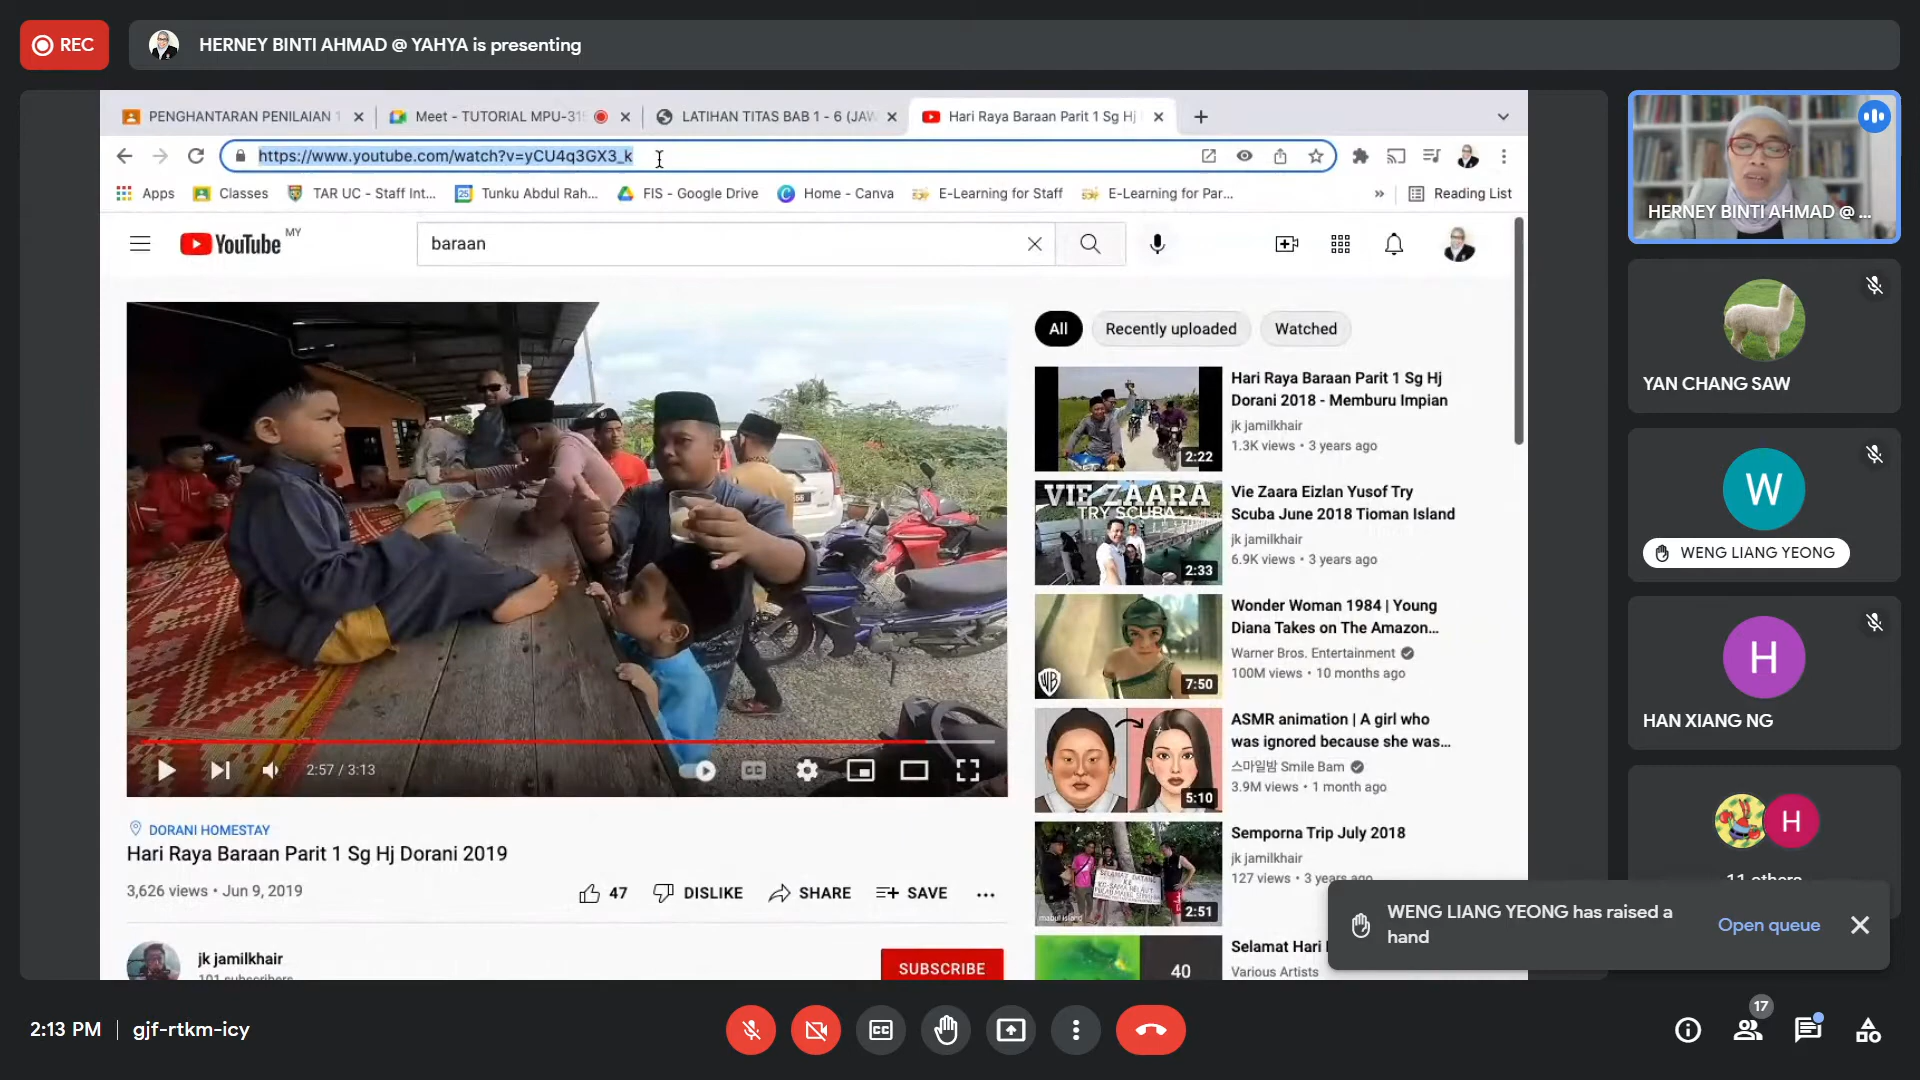 REC
HERNEY BINTI AHMAD @ YAHYA is presenting
PENGHANTARAN PENILAIAN 1
Meet - TUTORIAL MPU-315
LATIHAN TITAS BAB 1 - 6 (JAW
Hari Raya Baraan Parit 1 Sg Hj
https://www.youtube.com/watch?v=yCU4q3GX3_k
Apps
Classes
TAR UC - Staff Int...
Tunku Abdul Rah...
FIS - Google Drive
Home - Canva
E-Learning for Staff
E-Learning for Par...
»
Reading List
YouTube MY
baraan
All
Recently uploaded
Watched
Hari Raya Baraan Parit 1 Sg Hj
Dorani 2018 - Memburu Impian
jk jamilkhair
1.3K views • 3 years ago
2:22
VIE ZAARA
TRY SCUBA
Vie Zaara Eizlan Yusof Try
Scuba June 2018 Tioman Island
jk jamilkhair
6.9K views • 3 years ago
2:33
Wonder Woman 1984 | Young
Diana Takes on The Amazon...
Warner Bros. Entertainment
100M views • 10 months ago
7:50
ASMR animation | A girl who
was ignored because she was...
스마일밤 Smile Bam
3.9M views • 1 month ago
5:10
Semporna Trip July 2018
jk jamilkhair
127 views • 3 years ago
SELAMAT DATANG
KE
mabul island
2:51
Selamat Hari
Various Artists
40
2:57 / 3:13
DORANI HOMESTAY
Hari Raya Baraan Parit 1 Sg Hj Dorani 2019
3,626 views • Jun 9, 2019
47
DISLIKE
SHARE
SAVE
jk jamilkhair
101 subscribers
SUBSCRIBE
HERNEY BINTI AHMAD @ ...
YAN CHANG SAW
W
WENG LIANG YEONG
H
HAN XIANG NG
H
11 others
WENG LIANG YEONG has raised a
hand
Open queue
2:13 PM | gjf-rtkm-icy
17